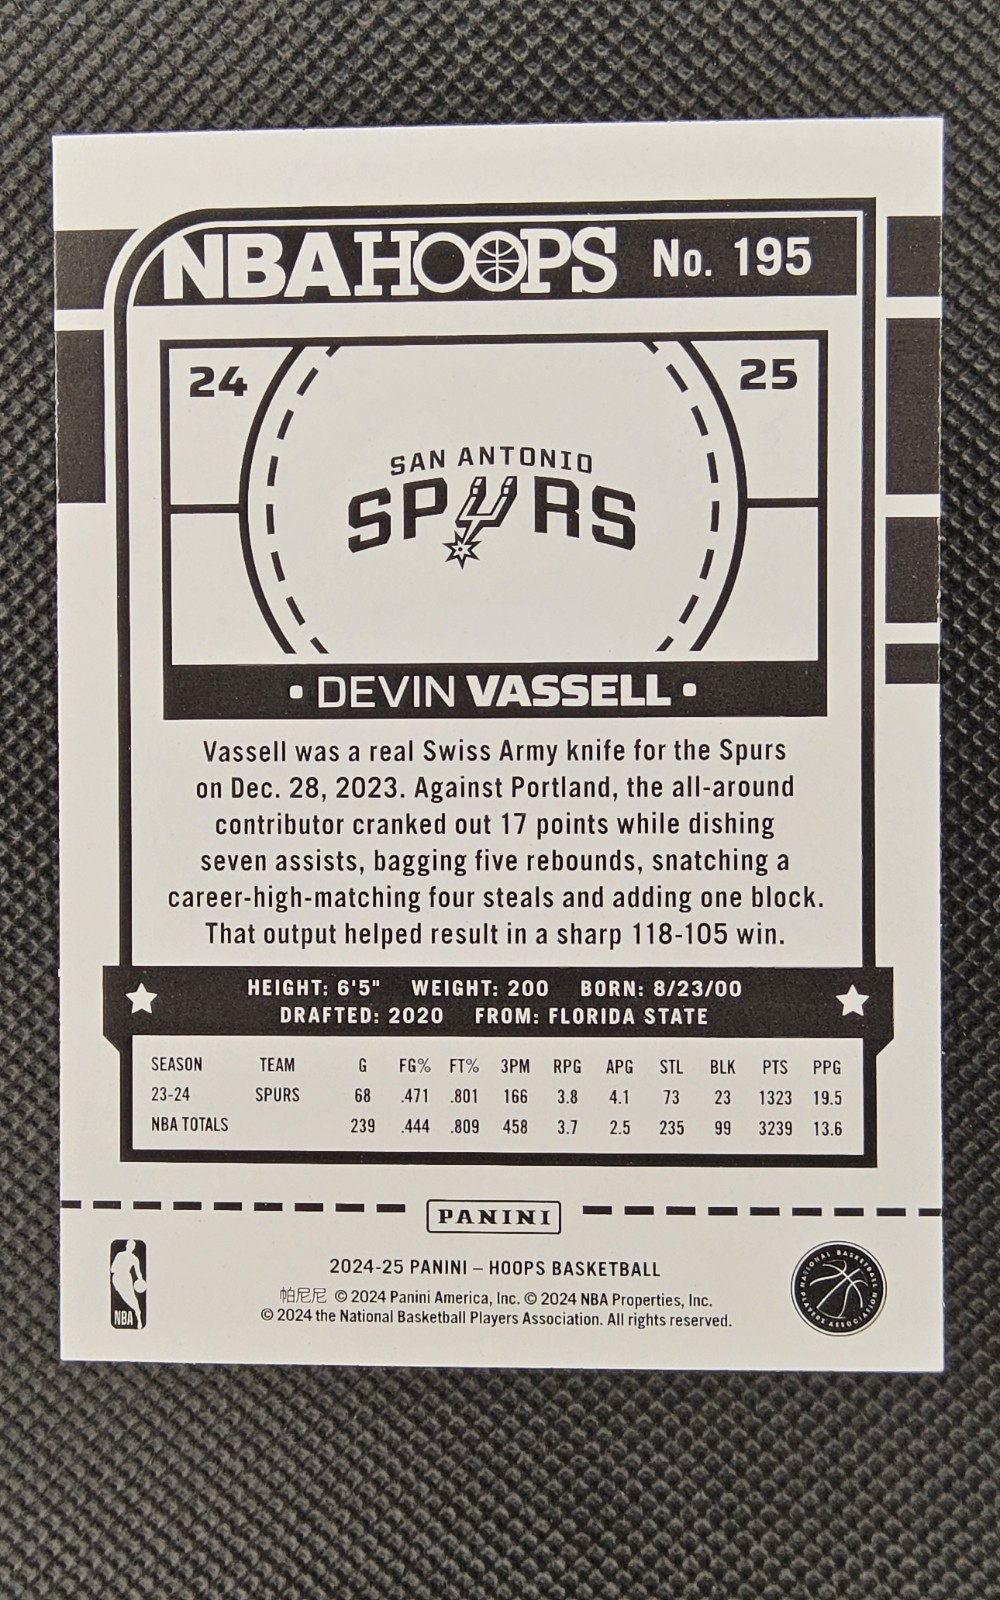 NBA HOOPS No. 195
24 25
SAN ANTONIO
SPURS
• DEVIN VASSELL •
Vassell was a real Swiss Army knife for the Spurs
on Dec. 28, 2023. Against Portland, the all-around
contributor cranked out 17 points while dishing
seven assists, bagging five rebounds, snatching a
career-high-matching four steals and adding one block.
That output helped result in a sharp 118-105 win.
HEIGHT: 6'5" WEIGHT: 200 BORN: 8/23/00
DRAFTED: 2020 FROM: FLORIDA STATE
SEASON TEAM G FG% FT% 3PM RPG APG STL BLK PTS PPG
23-24 SPURS 68 .471 .801 166 3.8 4.1 73 23 1323 19.5
NBA TOTALS 239 .444 .809 458 3.7 2.5 235 99 3239 13.6
PANINI
2024-25 PANINI – HOOPS BASKETBALL
帕尼尼 © 2024 Panini America, Inc. © 2024 NBA Properties, Inc.
© 2024 the National Basketball Players Association. All rights reserved.
NBA
NATIONAL BASKETBALL PLAYERS ASSOCIATION